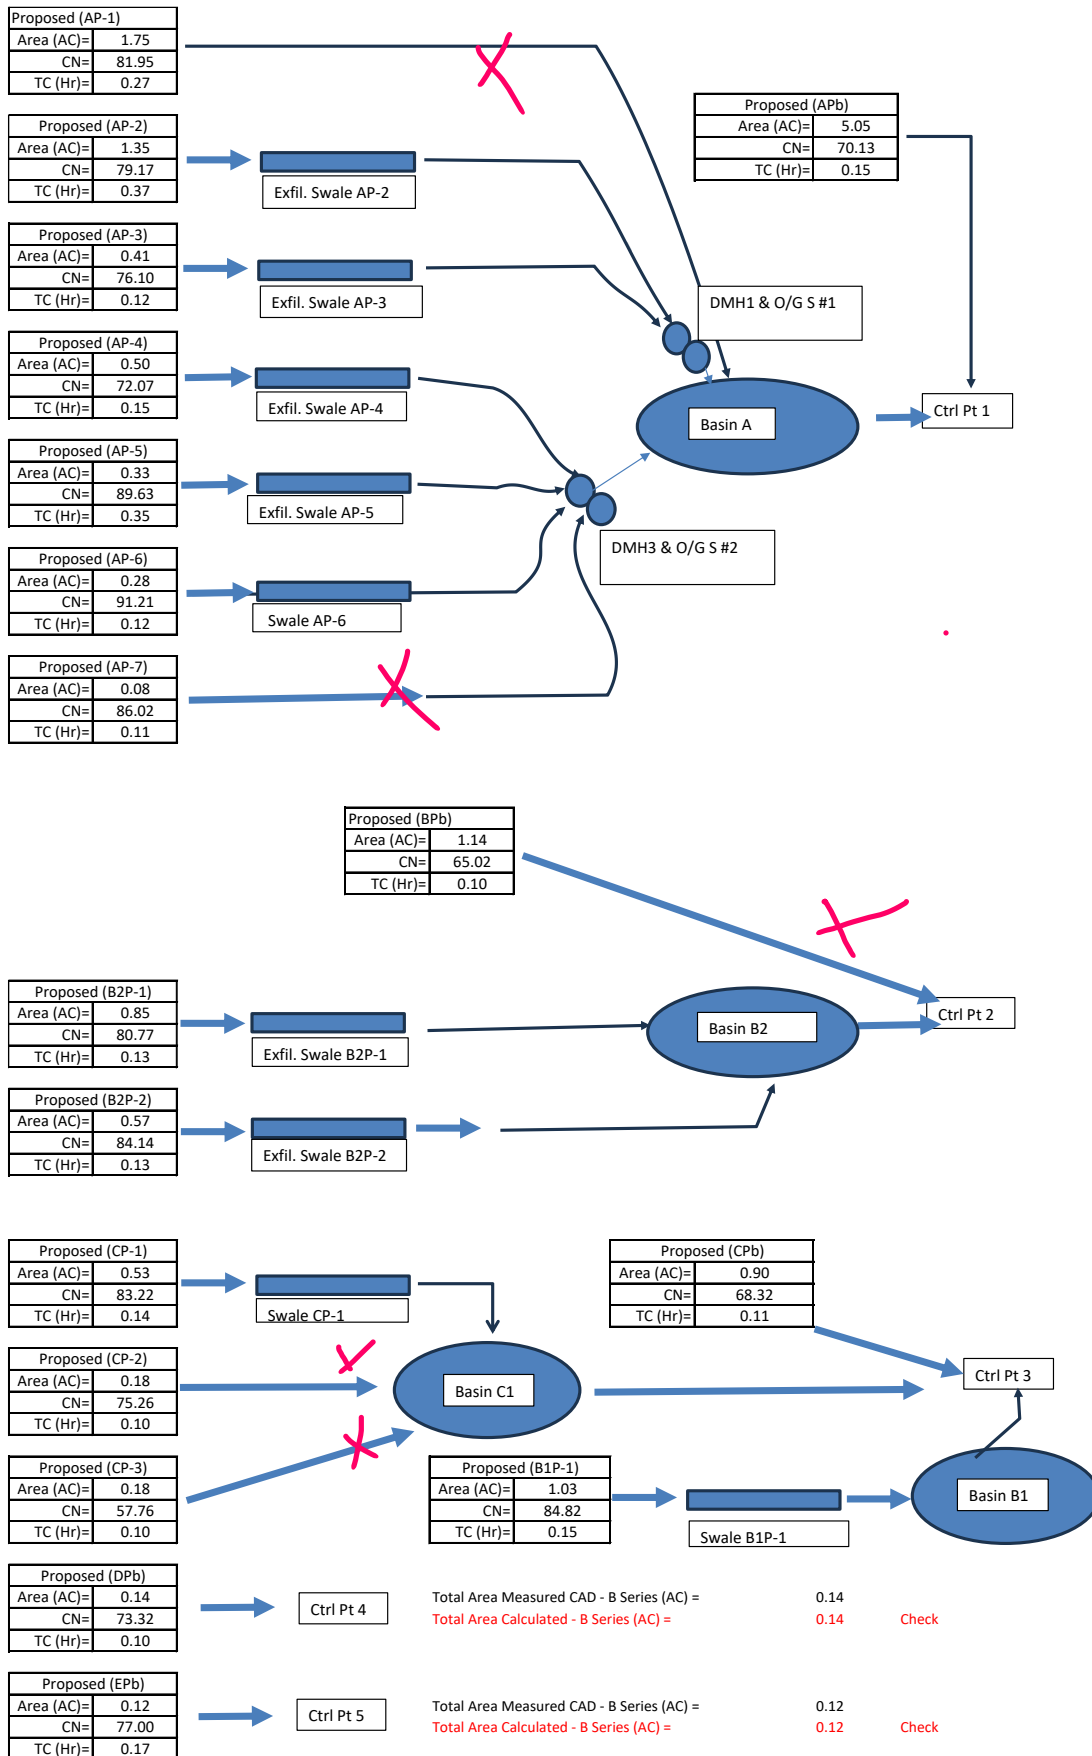 Proposed (AP-1)
Area (AC)= 1.75
CN= 81.95
TC (Hr)= 0.27
Proposed (APb)
Area (AC)= 5.05
CN= 70.13
TC (Hr)= 0.15
Proposed (AP-2)
Area (AC)= 1.35
CN= 79.17
TC (Hr)= 0.37
Exfil. Swale AP-2
Proposed (AP-3)
Area (AC)= 0.41
CN= 76.10
TC (Hr)= 0.12
Exfil. Swale AP-3
DMH1 & O/G S #1
Proposed (AP-4)
Area (AC)= 0.50
CN= 72.07
TC (Hr)= 0.15
Exfil. Swale AP-4
Basin A
Ctrl Pt 1
Proposed (AP-5)
Area (AC)= 0.33
CN= 89.63
TC (Hr)= 0.35
Exfil. Swale AP-5
DMH3 & O/G S #2
Proposed (AP-6)
Area (AC)= 0.28
CN= 91.21
TC (Hr)= 0.12
Swale AP-6
Proposed (AP-7)
Area (AC)= 0.08
CN= 86.02
TC (Hr)= 0.11
Proposed (BPb)
Area (AC)= 1.14
CN= 65.02
TC (Hr)= 0.10
Proposed (B2P-1)
Area (AC)= 0.85
CN= 80.77
TC (Hr)= 0.13
Exfil. Swale B2P-1
Basin B2
Ctrl Pt 2
Proposed (B2P-2)
Area (AC)= 0.57
CN= 84.14
TC (Hr)= 0.13
Exfil. Swale B2P-2
Proposed (CP-1)
Area (AC)= 0.53
CN= 83.22
TC (Hr)= 0.14
Swale CP-1
Proposed (CPb)
Area (AC)= 0.90
CN= 68.32
TC (Hr)= 0.11
Proposed (CP-2)
Area (AC)= 0.18
CN= 75.26
TC (Hr)= 0.10
Basin C1
Ctrl Pt 3
Proposed (CP-3)
Area (AC)= 0.18
CN= 57.76
TC (Hr)= 0.10
Proposed (B1P-1)
Area (AC)= 1.03
CN= 84.82
TC (Hr)= 0.15
Swale B1P-1
Basin B1
Proposed (DPb)
Area (AC)= 0.14
CN= 73.32
TC (Hr)= 0.10
Ctrl Pt 4
Total Area Measured CAD - B Series (AC) = 0.14
Total Area Calculated - B Series (AC) = 0.14 Check
Proposed (EPb)
Area (AC)= 0.12
CN= 77.00
TC (Hr)= 0.17
Ctrl Pt 5
Total Area Measured CAD - B Series (AC) = 0.12
Total Area Calculated - B Series (AC) = 0.12 Check